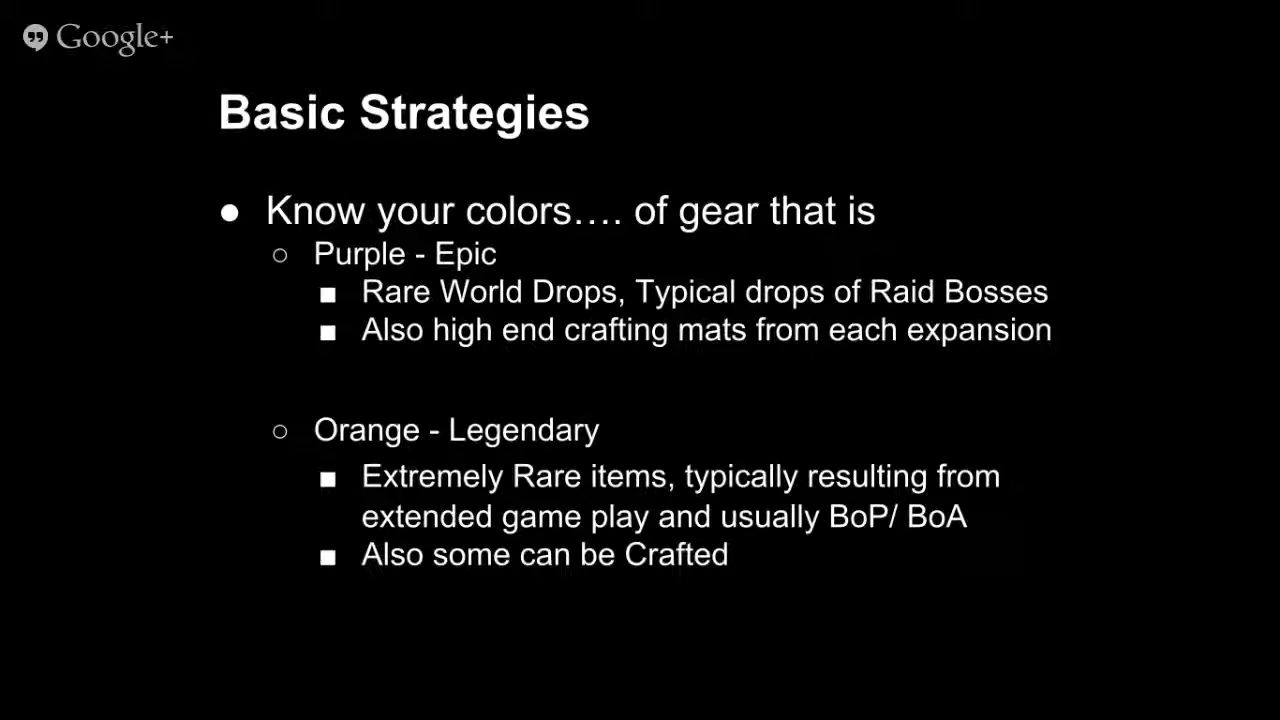 Google+
Basic Strategies
● Know your colors.... of gear that is
○ Purple - Epic
■ Rare World Drops, Typical drops of Raid Bosses
■ Also high end crafting mats from each expansion
○ Orange - Legendary
■ Extremely Rare items, typically resulting from
extended game play and usually BoP/ BoA
■ Also some can be Crafted